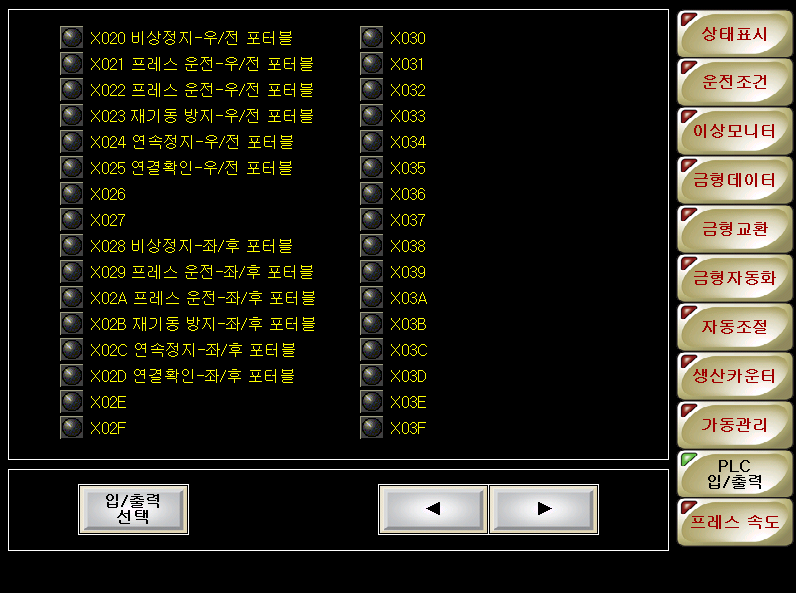 X020 비상정지-우/전 포터블
X021 프레스 운전-우/전 포터블
X022 프레스 운전-우/전 포터블
X023 재기동 방지-우/전 포터블
X024 연속정지-우/전 포터블
X025 연결확인-우/전 포터블
X026
X027
X028 비상정지-좌/후 포터블
X029 프레스 운전-좌/후 포터블
X02A 프레스 운전-좌/후 포터블
X02B 재기동 방지-좌/후 포터블
X02C 연속정지-좌/후 포터블
X02D 연결확인-좌/후 포터블
X02E
X02F
X030
X031
X032
X033
X034
X035
X036
X037
X038
X039
X03A
X03B
X03C
X03D
X03E
X03F
입/출력
선택
상태표시
운전조건
이상모니터
금형데이터
금형교환
금형자동화
자동조절
생산카운터
가동관리
PLC
입/출력
프레스 속도